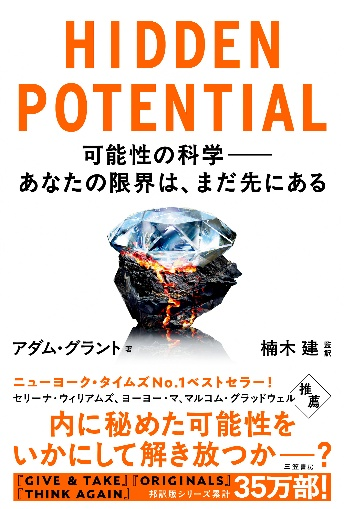 HIDDEN
POTENTIAL
可能性の科学──
あなたの限界は、まだ先にある
アダム・グラント 著
楠木 建 監訳
ニューヨーク・タイムズNo.1ベストセラー!
セリーナ・ウィリアムズ、ヨーヨー・マ、マルコム・グラッドウェル
推薦
内に秘めた可能性を
いかにして解き放つか──?
三笠書房
『GIVE & TAKE』『ORIGINALS』
『THINK AGAIN』 邦訳版シリーズ累計 35万部!